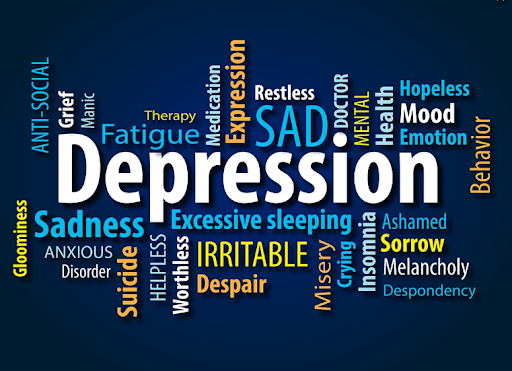 ANTI-SOCIAL
Grief
Manic
Therapy
Fatigue
Medication
Expression
Restless
SAD
DOCTOR
MENTAL
Health
Hopeless
Mood
Emotion
Behavior
Depression
Gloominess
Sadness
ANXIOUS
Disorder
Suicide
HELPLESS
Worthless
Excessive sleeping
IRRITABLE
Despair
Misery
Crying
Insomnia
Ashamed
Sorrow
Melancholy
Despondency